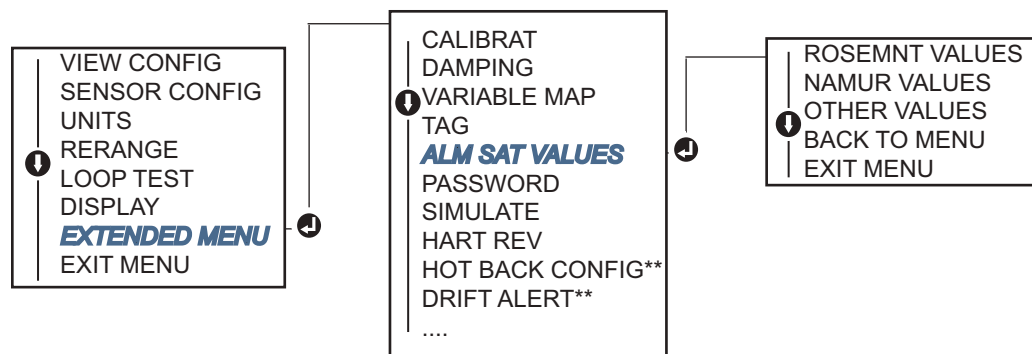 VIEW CONFIG
SENSOR CONFIG
UNITS
RERANGE
LOOP TEST
DISPLAY
EXTENDED MENU
EXIT MENU
CALIBRAT
DAMPING
VARIABLE MAP
TAG
ALM SAT VALUES
PASSWORD
SIMULATE
HART REV
HOT BACK CONFIG**
DRIFT ALERT**
....
ROSEMNT VALUES
NAMUR VALUES
OTHER VALUES
BACK TO MENU
EXIT MENU